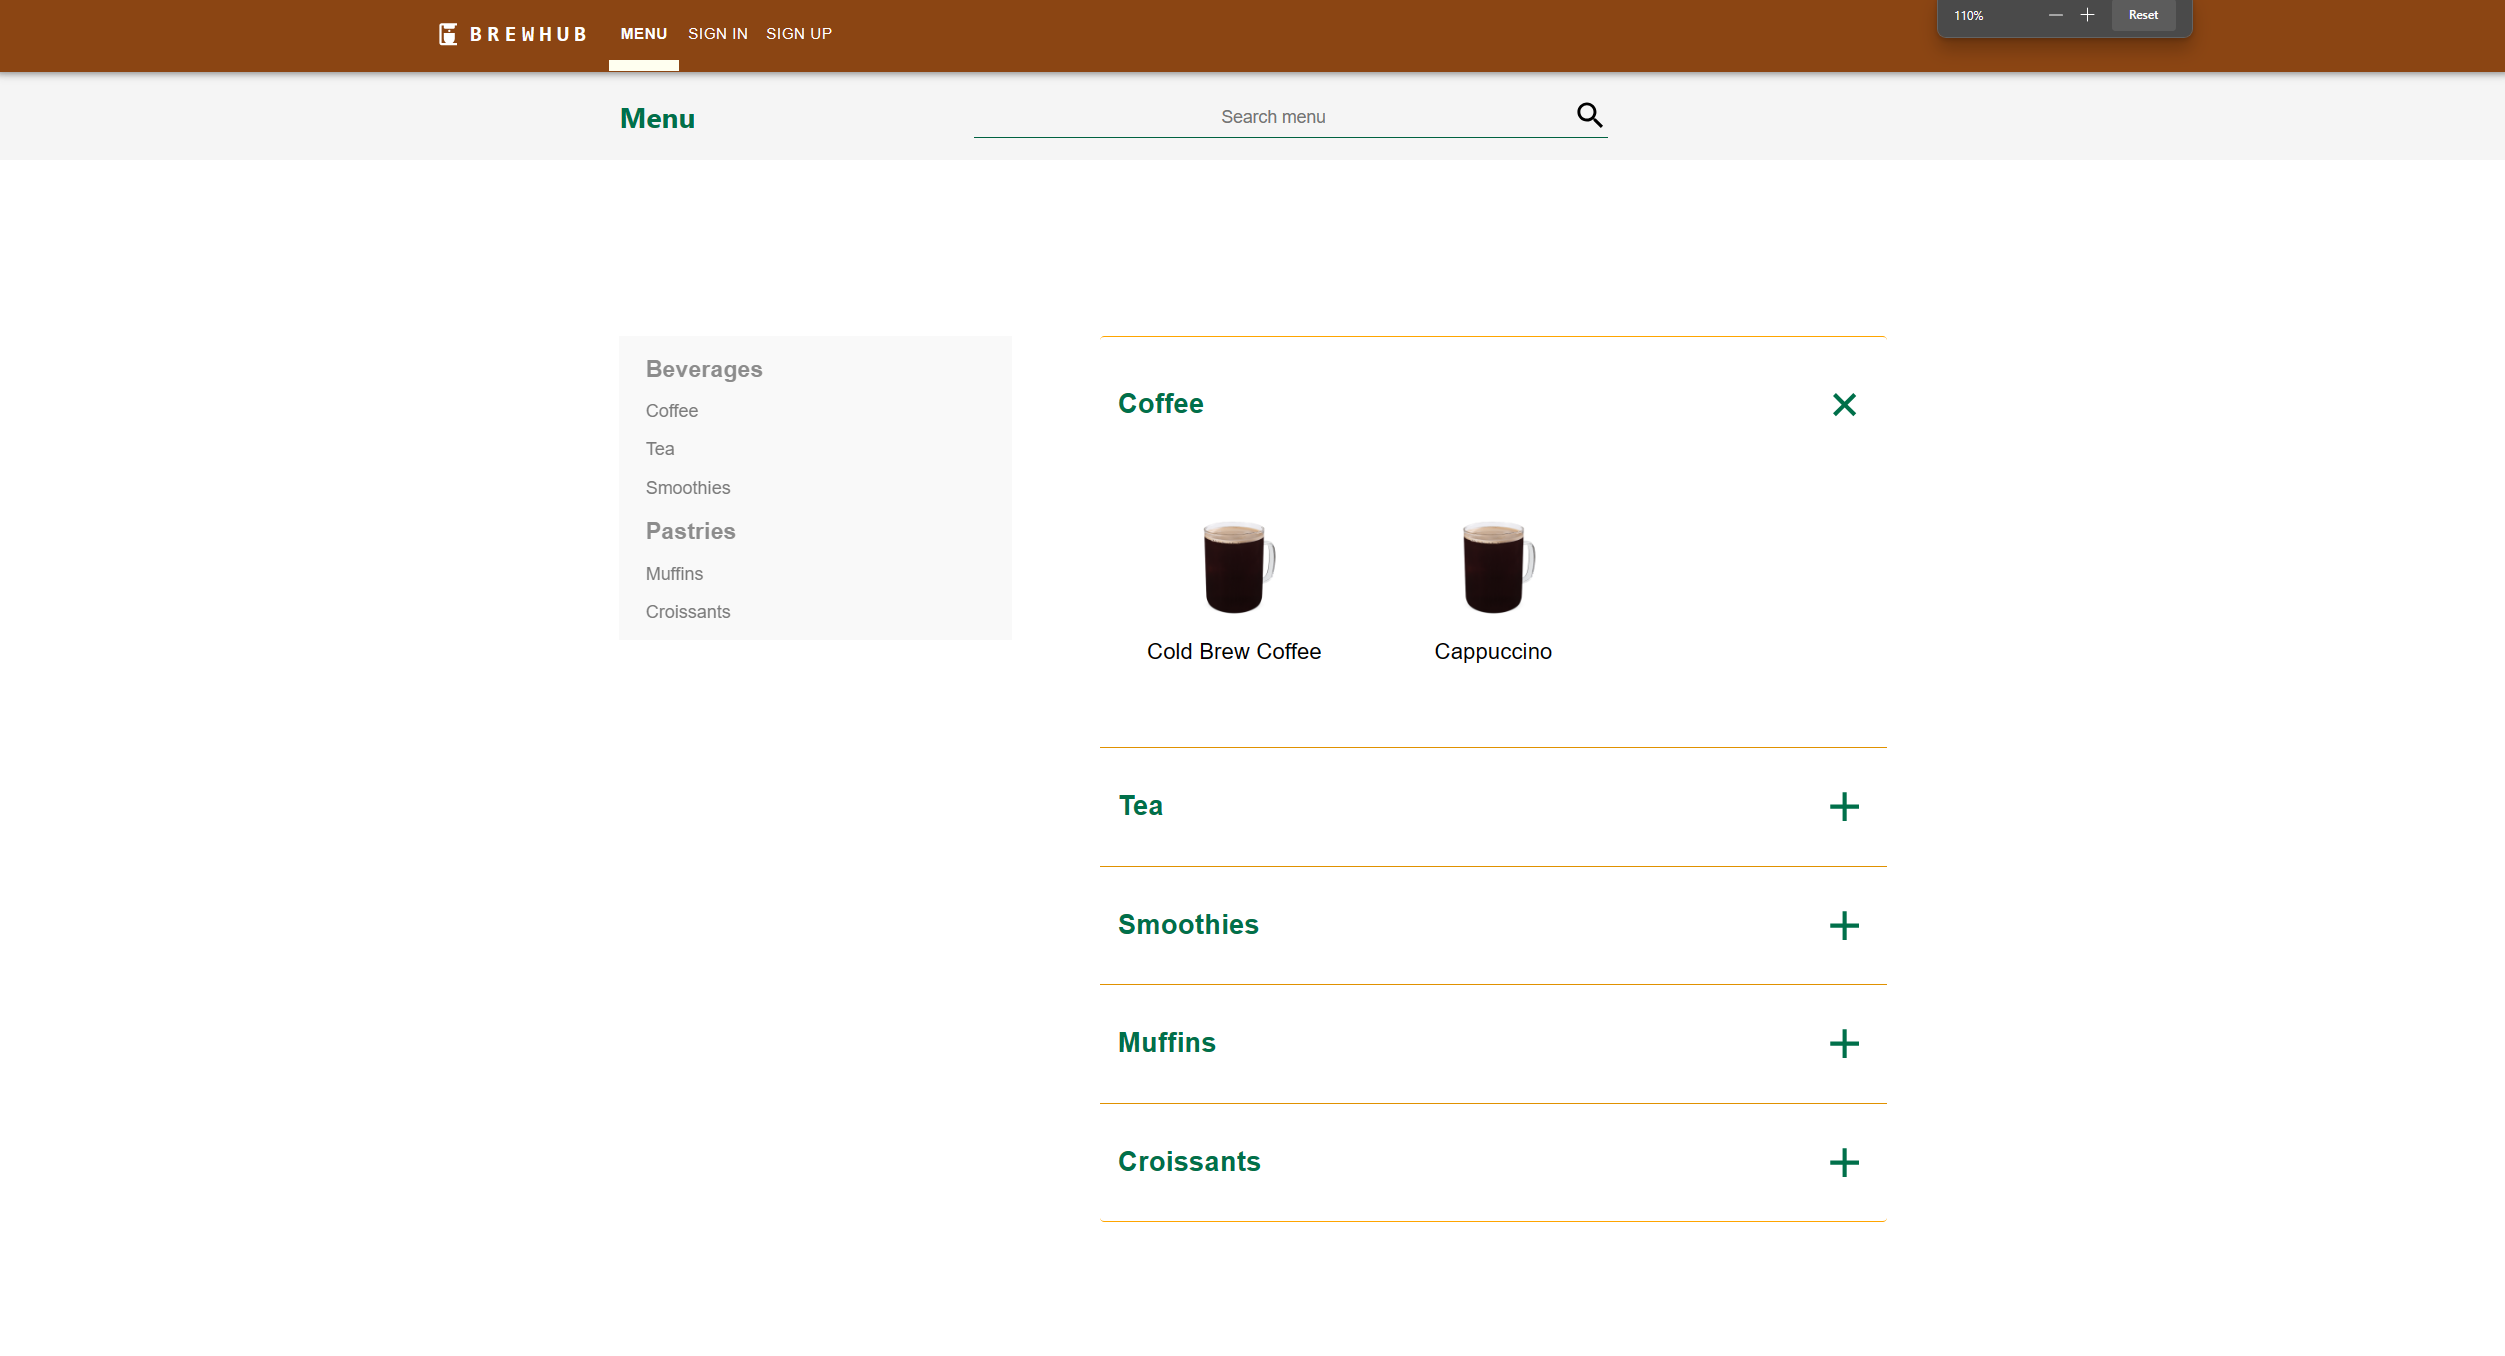 BREWHUB MENU SIGN IN SIGN UP
110% Reset
Menu
Search menu
Beverages
Coffee
Tea
Smoothies
Pastries
Muffins
Croissants
Coffee
Cold Brew Coffee
Cappuccino
Tea
Smoothies
Muffins
Croissants